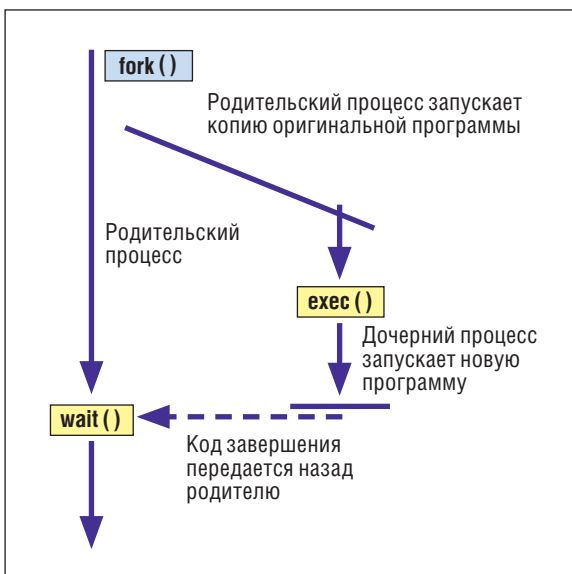 fork ( )
Родительский процесс запускает
копию оригинальной программы
Родительский
процесс
exec ( )
Дочерний процесс
запускает новую
программу
wait ( )
Код завершения
передается назад
родителю